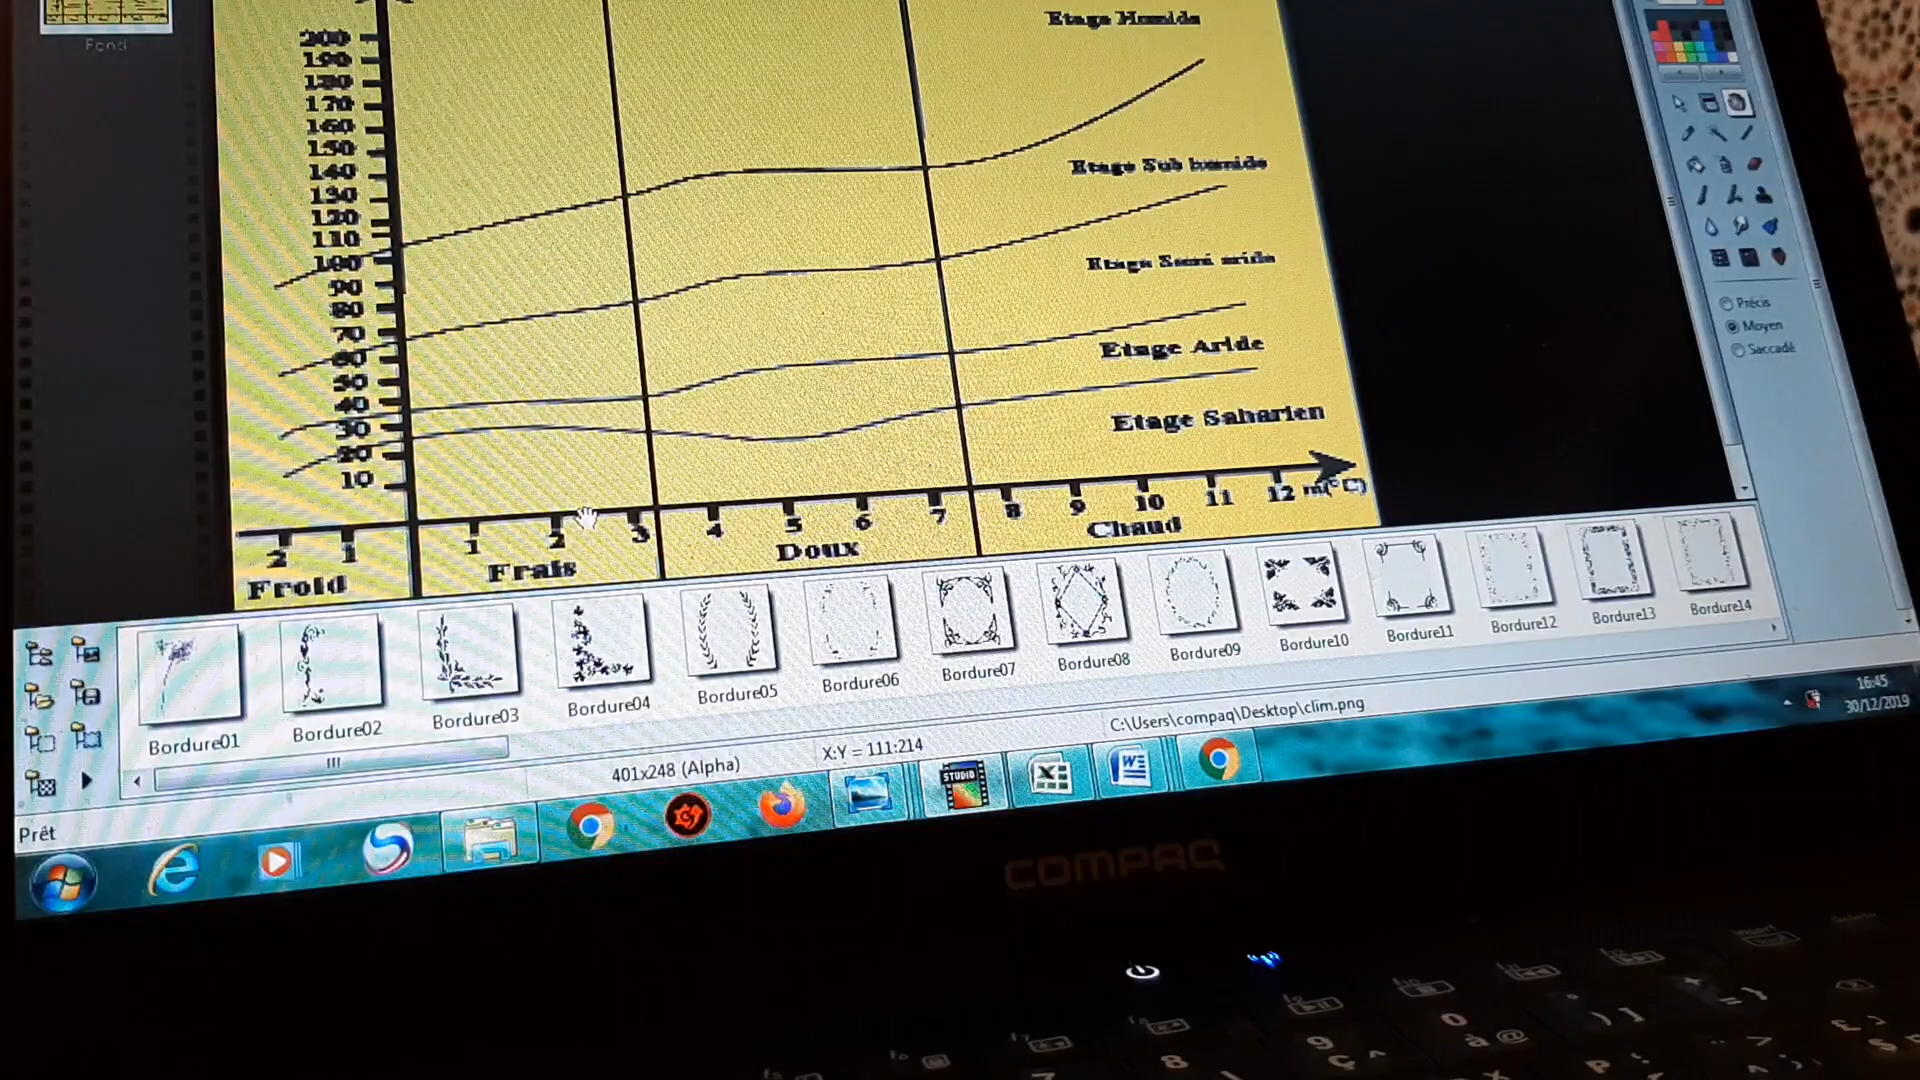 Fond
200
190
180
170
160
150
140
130
120
110
100
90
80
70
60
50
40
30
20
10
Etage Humide
Etage Sub humide
Etage Semi aride
Etage Aride
Etage Saharien
2 1 1 2 3 4 5 6 7 8 9 10 11 12 m(°C)
Froid Frais Doux Chaud
Précis
Moyen
Saccadé
Bordure01 Bordure02 Bordure03 Bordure04 Bordure05 Bordure06 Bordure07 Bordure08 Bordure09 Bordure10 Bordure11 Bordure12 Bordure13 Bordure14
Prêt
401x248 (Alpha)
X:Y = 111:214
C:\Users\compaq\Desktop\clim.png
STUDIO
16:45
30/12/2019
COMPAQ